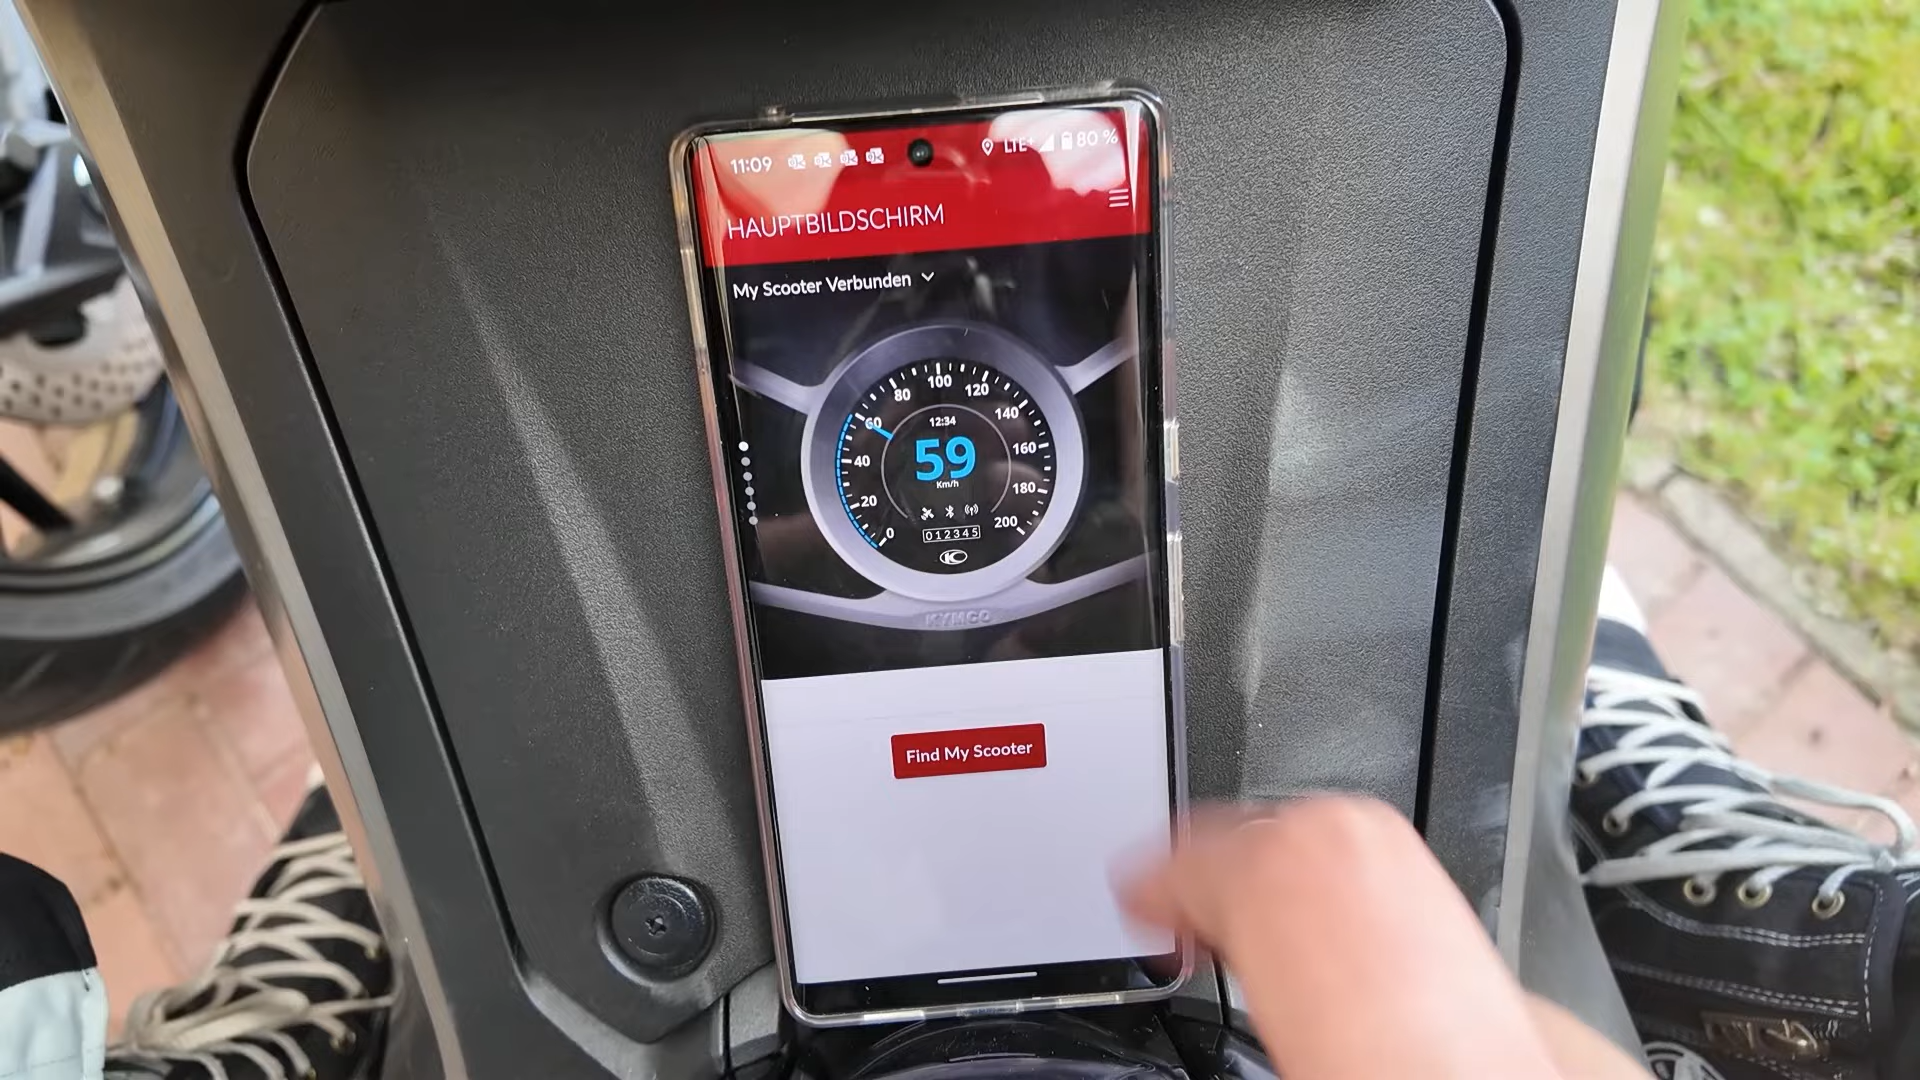 11:09 LTE+ 80 %
HAUPTBILDSCHIRM
My Scooter Verbunden
0
20
40
60
80
100
120
140
160
180
200
12:34
59
Km/h
012345
KYMCO
Find My Scooter